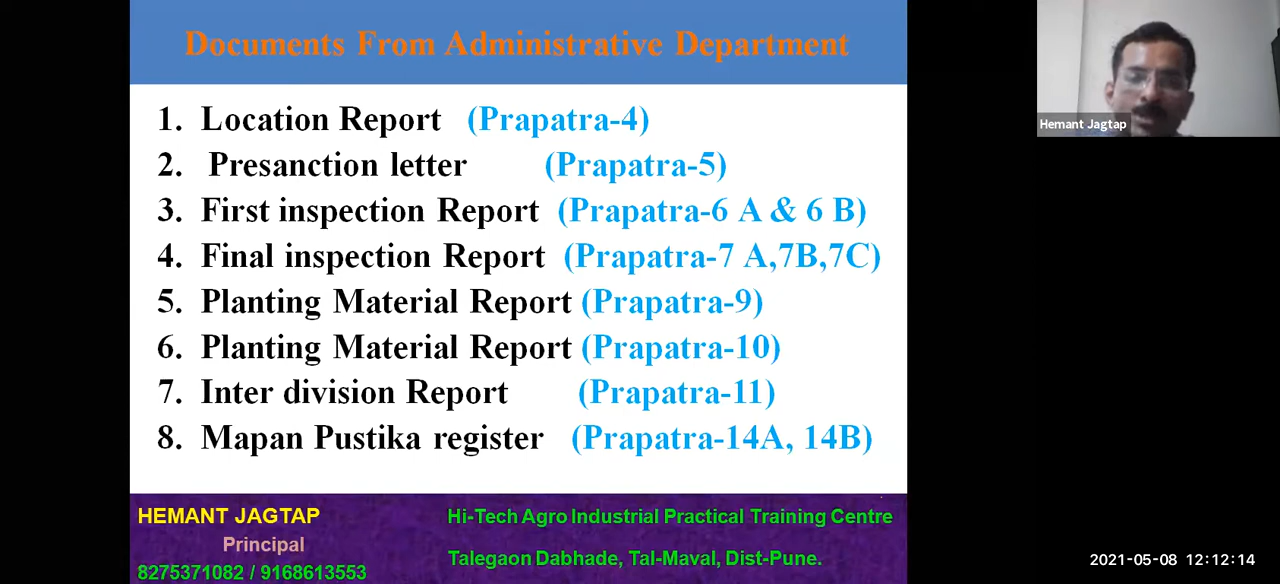 Documents From Administrative Department
1. Location Report (Prapatra-4)
2. Presanction letter (Prapatra-5)
3. First inspection Report (Prapatra-6 A & 6 B)
4. Final inspection Report (Prapatra-7 A,7B,7C)
5. Planting Material Report (Prapatra-9)
6. Planting Material Report (Prapatra-10)
7. Inter division Report (Prapatra-11)
8. Mapan Pustika register (Prapatra-14A, 14B)
HEMANT JAGTAP
Principal
8275371082 / 9168613553
Hi-Tech Agro Industrial Practical Training Centre
Talegaon Dabhade, Tal-Maval, Dist-Pune.
Hemant Jagtap
2021-05-08 12:12:14